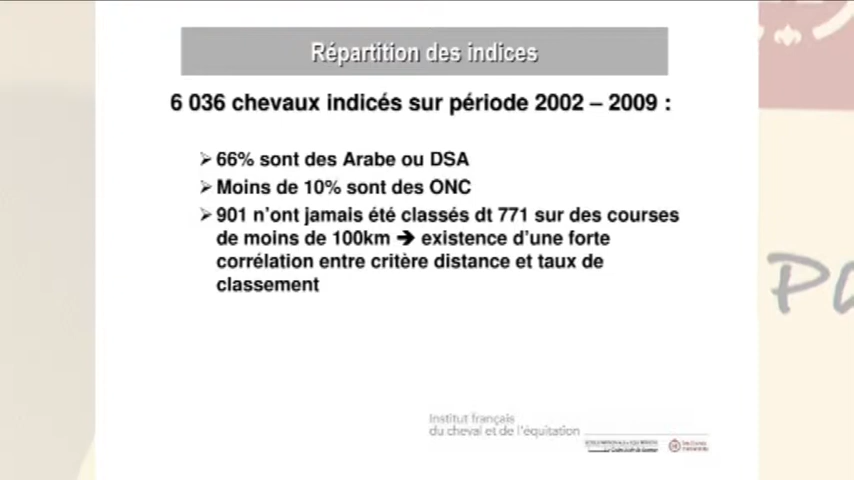 Répartition des indices
6 036 chevaux indicés sur période 2002 – 2009 :
➢ 66% sont des Arabe ou DSA
➢ Moins de 10% sont des ONC
➢ 901 n’ont jamais été classés dt 771 sur des courses
de moins de 100km ➔ existence d’une forte
corrélation entre critère distance et taux de
classement
Institut français
du cheval et de l'équitation